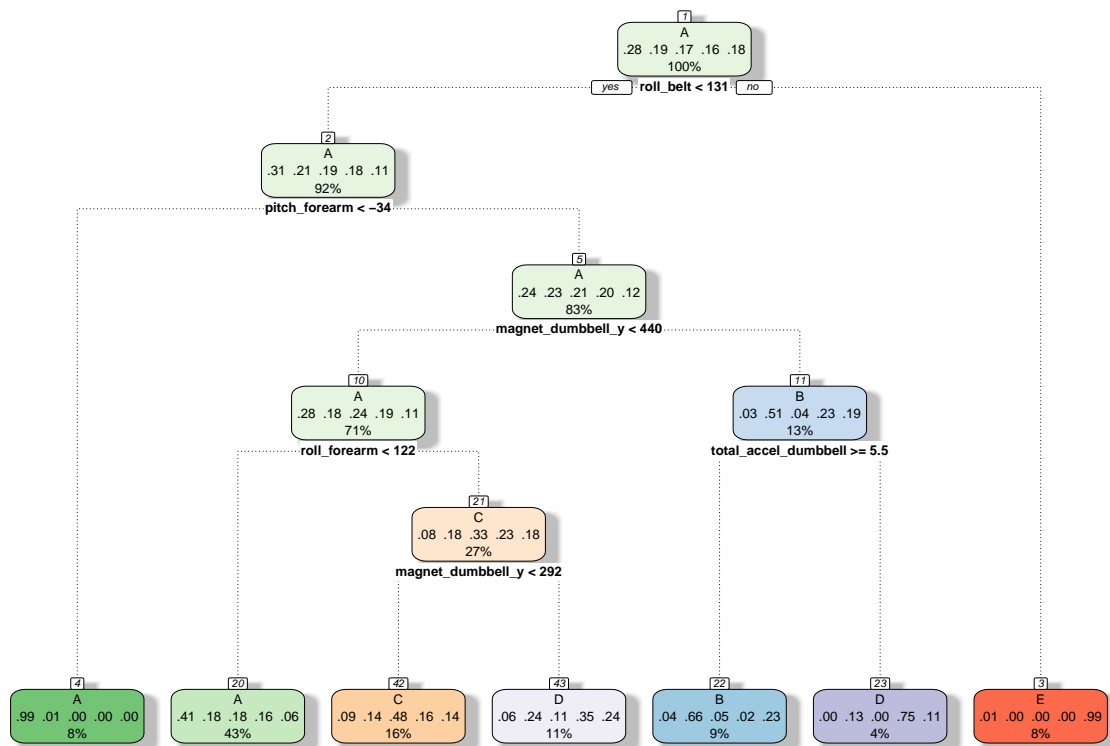 1
A
.28 .19 .17 .16 .18
100%
yes roll_belt < 131 no
2
A
.31 .21 .19 .18 .11
92%
pitch_forearm < −34
5
A
.24 .23 .21 .20 .12
83%
magnet_dumbbell_y < 440
10
A
.28 .18 .24 .19 .11
71%
roll_forearm < 122
11
B
.03 .51 .04 .23 .19
13%
total_accel_dumbbell >= 5.5
21
C
.08 .18 .33 .23 .18
27%
magnet_dumbbell_y < 292
4
A
.99 .01 .00 .00 .00
8%
20
A
.41 .18 .18 .16 .06
43%
42
C
.09 .14 .48 .16 .14
16%
43
D
.06 .24 .11 .35 .24
11%
22
B
.04 .66 .05 .02 .23
9%
23
D
.00 .13 .00 .75 .11
4%
3
E
.01 .00 .00 .00 .99
8%